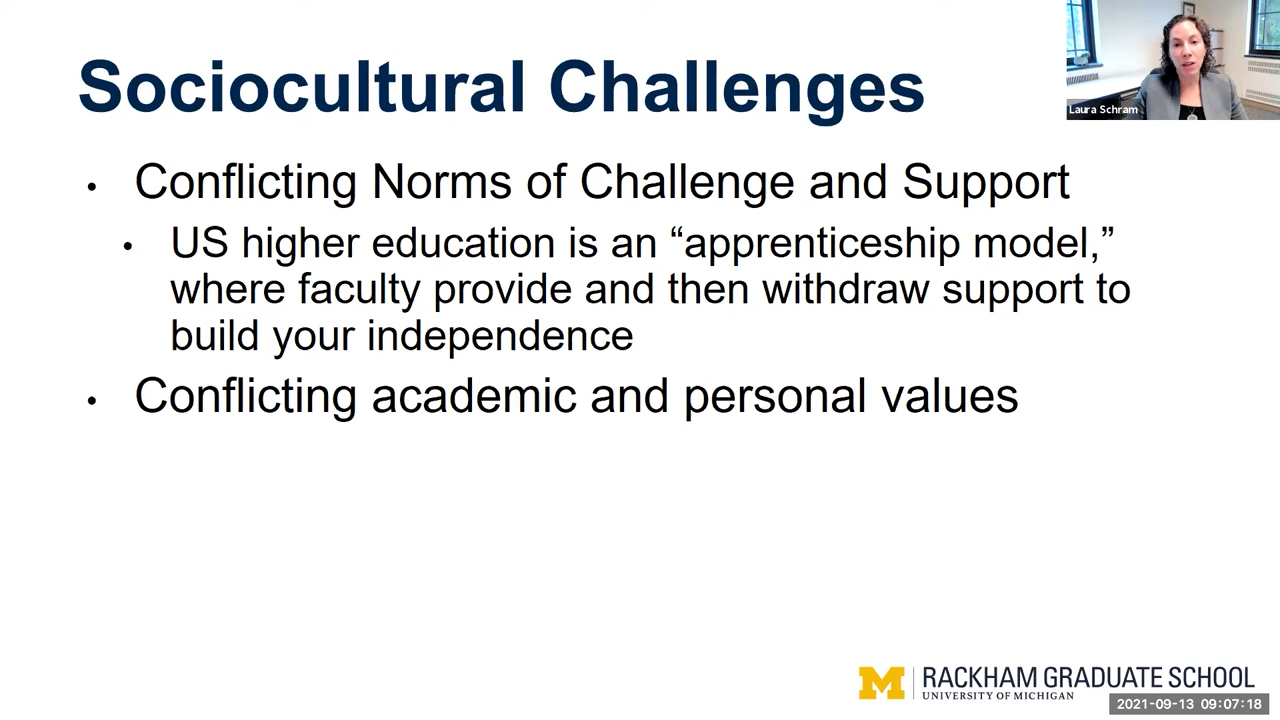 Sociocultural Challenges
Laura Schram
• Conflicting Norms of Challenge and Support
• US higher education is an “apprenticeship model,”
where faculty provide and then withdraw support to
build your independence
• Conflicting academic and personal values
M RACKHAM GRADUATE SCHOOL
UNIVERSITY OF MICHIGAN
2021-09-13 09:07:18